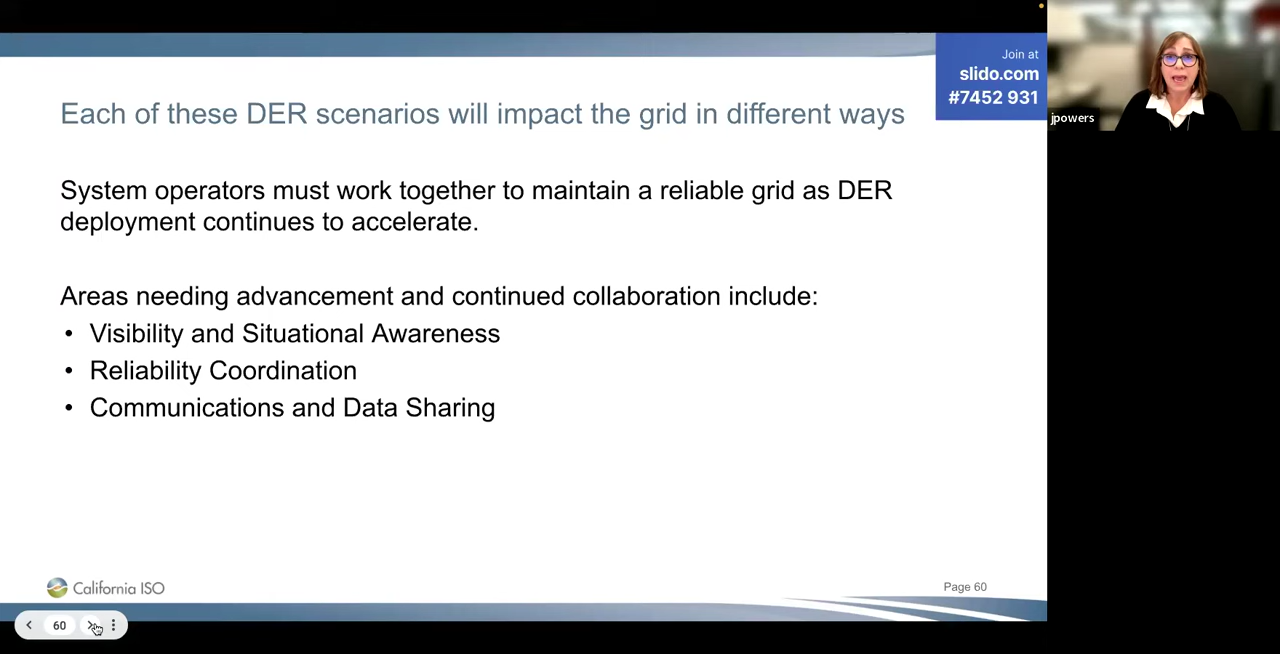 Join at
slido.com
#7452 931
Each of these DER scenarios will impact the grid in different ways
jpowers
System operators must work together to maintain a reliable grid as DER
deployment continues to accelerate.
Areas needing advancement and continued collaboration include:
• Visibility and Situational Awareness
• Reliability Coordination
• Communications and Data Sharing
California ISO
Page 60
60